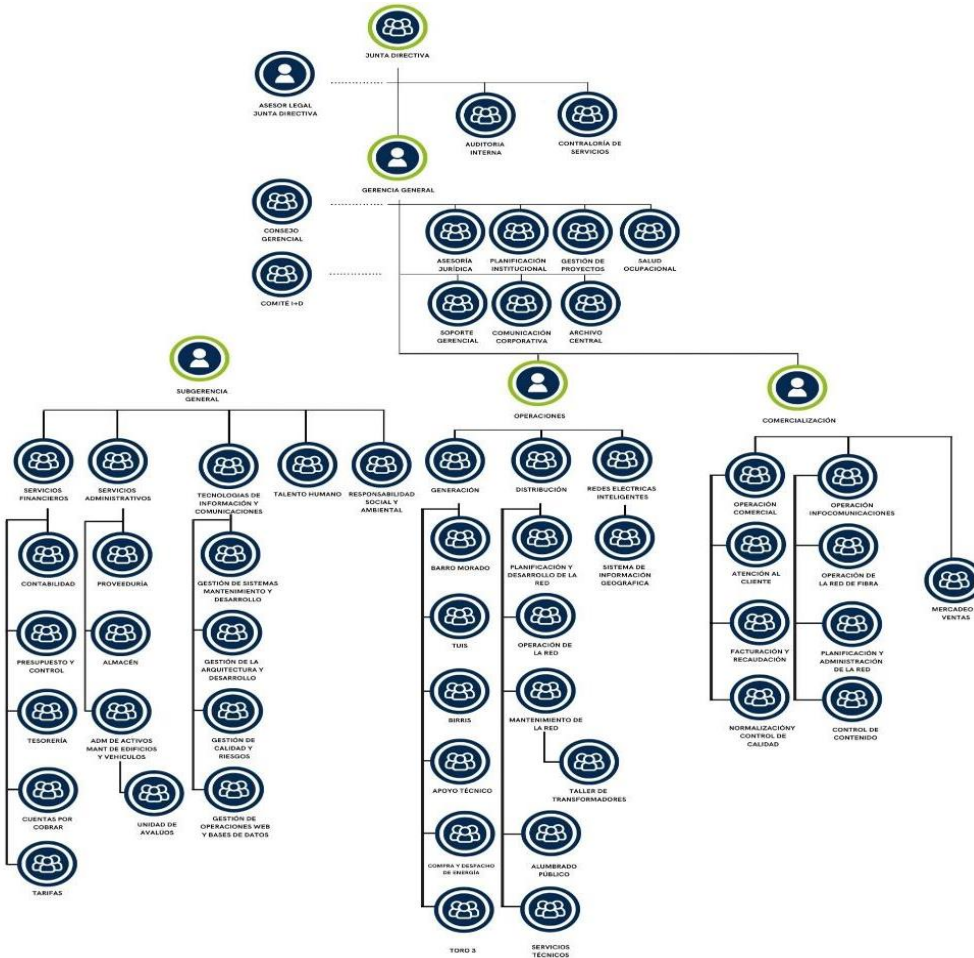 JUNTA DIRECTIVA
ASESOR LEGAL
JUNTA DIRECTIVA
AUDITORIA
INTERNA
CONTRALORÍA DE
SERVICIOS
GERENCIA GENERAL
CONSEJO
GERENCIAL
ASESORÍA
JURÍDICA
PLANIFICACIÓN
INSTITUCIONAL
GESTIÓN DE
PROYECTOS
SALUD
OCUPACIONAL
COMITÉ I+D
SOPORTE
GERENCIAL
COMUNICACIÓN
CORPORATIVA
ARCHIVO
CENTRAL
SUBGERENCIA
GENERAL
OPERACIONES
COMERCIALIZACIÓN
SERVICIOS
FINANCIEROS
SERVICIOS
ADMINISTRATIVOS
TECNOLOGIAS DE
INFORMACIÓN Y
COMUNICACIONES
TALENTO HUMANO
RESPONSABILIDAD
SOCIAL Y
AMBIENTAL
GENERACIÓN
DISTRIBUCIÓN
REDES ELECTRICAS
INTELIGENTES
OPERACIÓN
COMERCIAL
OPERACIÓN
INFOCOMUNICACIONES
MERCADEO Y
VENTAS
CONTABILIDAD
PROVEEDURÍA
GESTIÓN DE SISTEMAS
MANTENIMIENTO Y
DESARROLLO
BARRO MORADO
PLANIFICACIÓN Y
DESARROLLO DE LA
RED
SISTEMA DE
INFORMACIÓN
GEOGRAFICA
ATENCIÓN AL
CLIENTE
OPERACIÓN DE
LA RED DE FIBRA
PRESUPUESTO Y
CONTROL
ALMACÉN
GESTIÓN DE LA
ARQUITECTURA Y
DESARROLLO
TUIS
OPERACIÓN DE
LA RED
FACTURACIÓN Y
RECAUDACIÓN
PLANIFICACIÓN Y
ADMINISTRACIÓN
DE LA RED
TESORERÍA
ADM DE ACTIVOS
MANT DE EDIFICIOS
Y VEHICULOS
GESTIÓN DE
CALIDAD Y
RIESGOS
BIRRIS
MANTENIMIENTO DE
LA RED
NORMALIZACIÓNY
CONTROL DE
CALIDAD
CONTROL DE
CONTENIDO
CUENTAS POR
COBRAR
UNIDAD DE
AVALÚOS
GESTIÓN DE
OPERACIONES WEB
Y BASES DE DATOS
APOYO TÉCNICO
TALLER DE
TRANSFORMADORES
TARIFAS
COMPRA Y DESPACHO
DE ENERGÍA
ALUMBRADO
PÚBLICO
TORO 3
SERVICIOS
TÉCNICOS